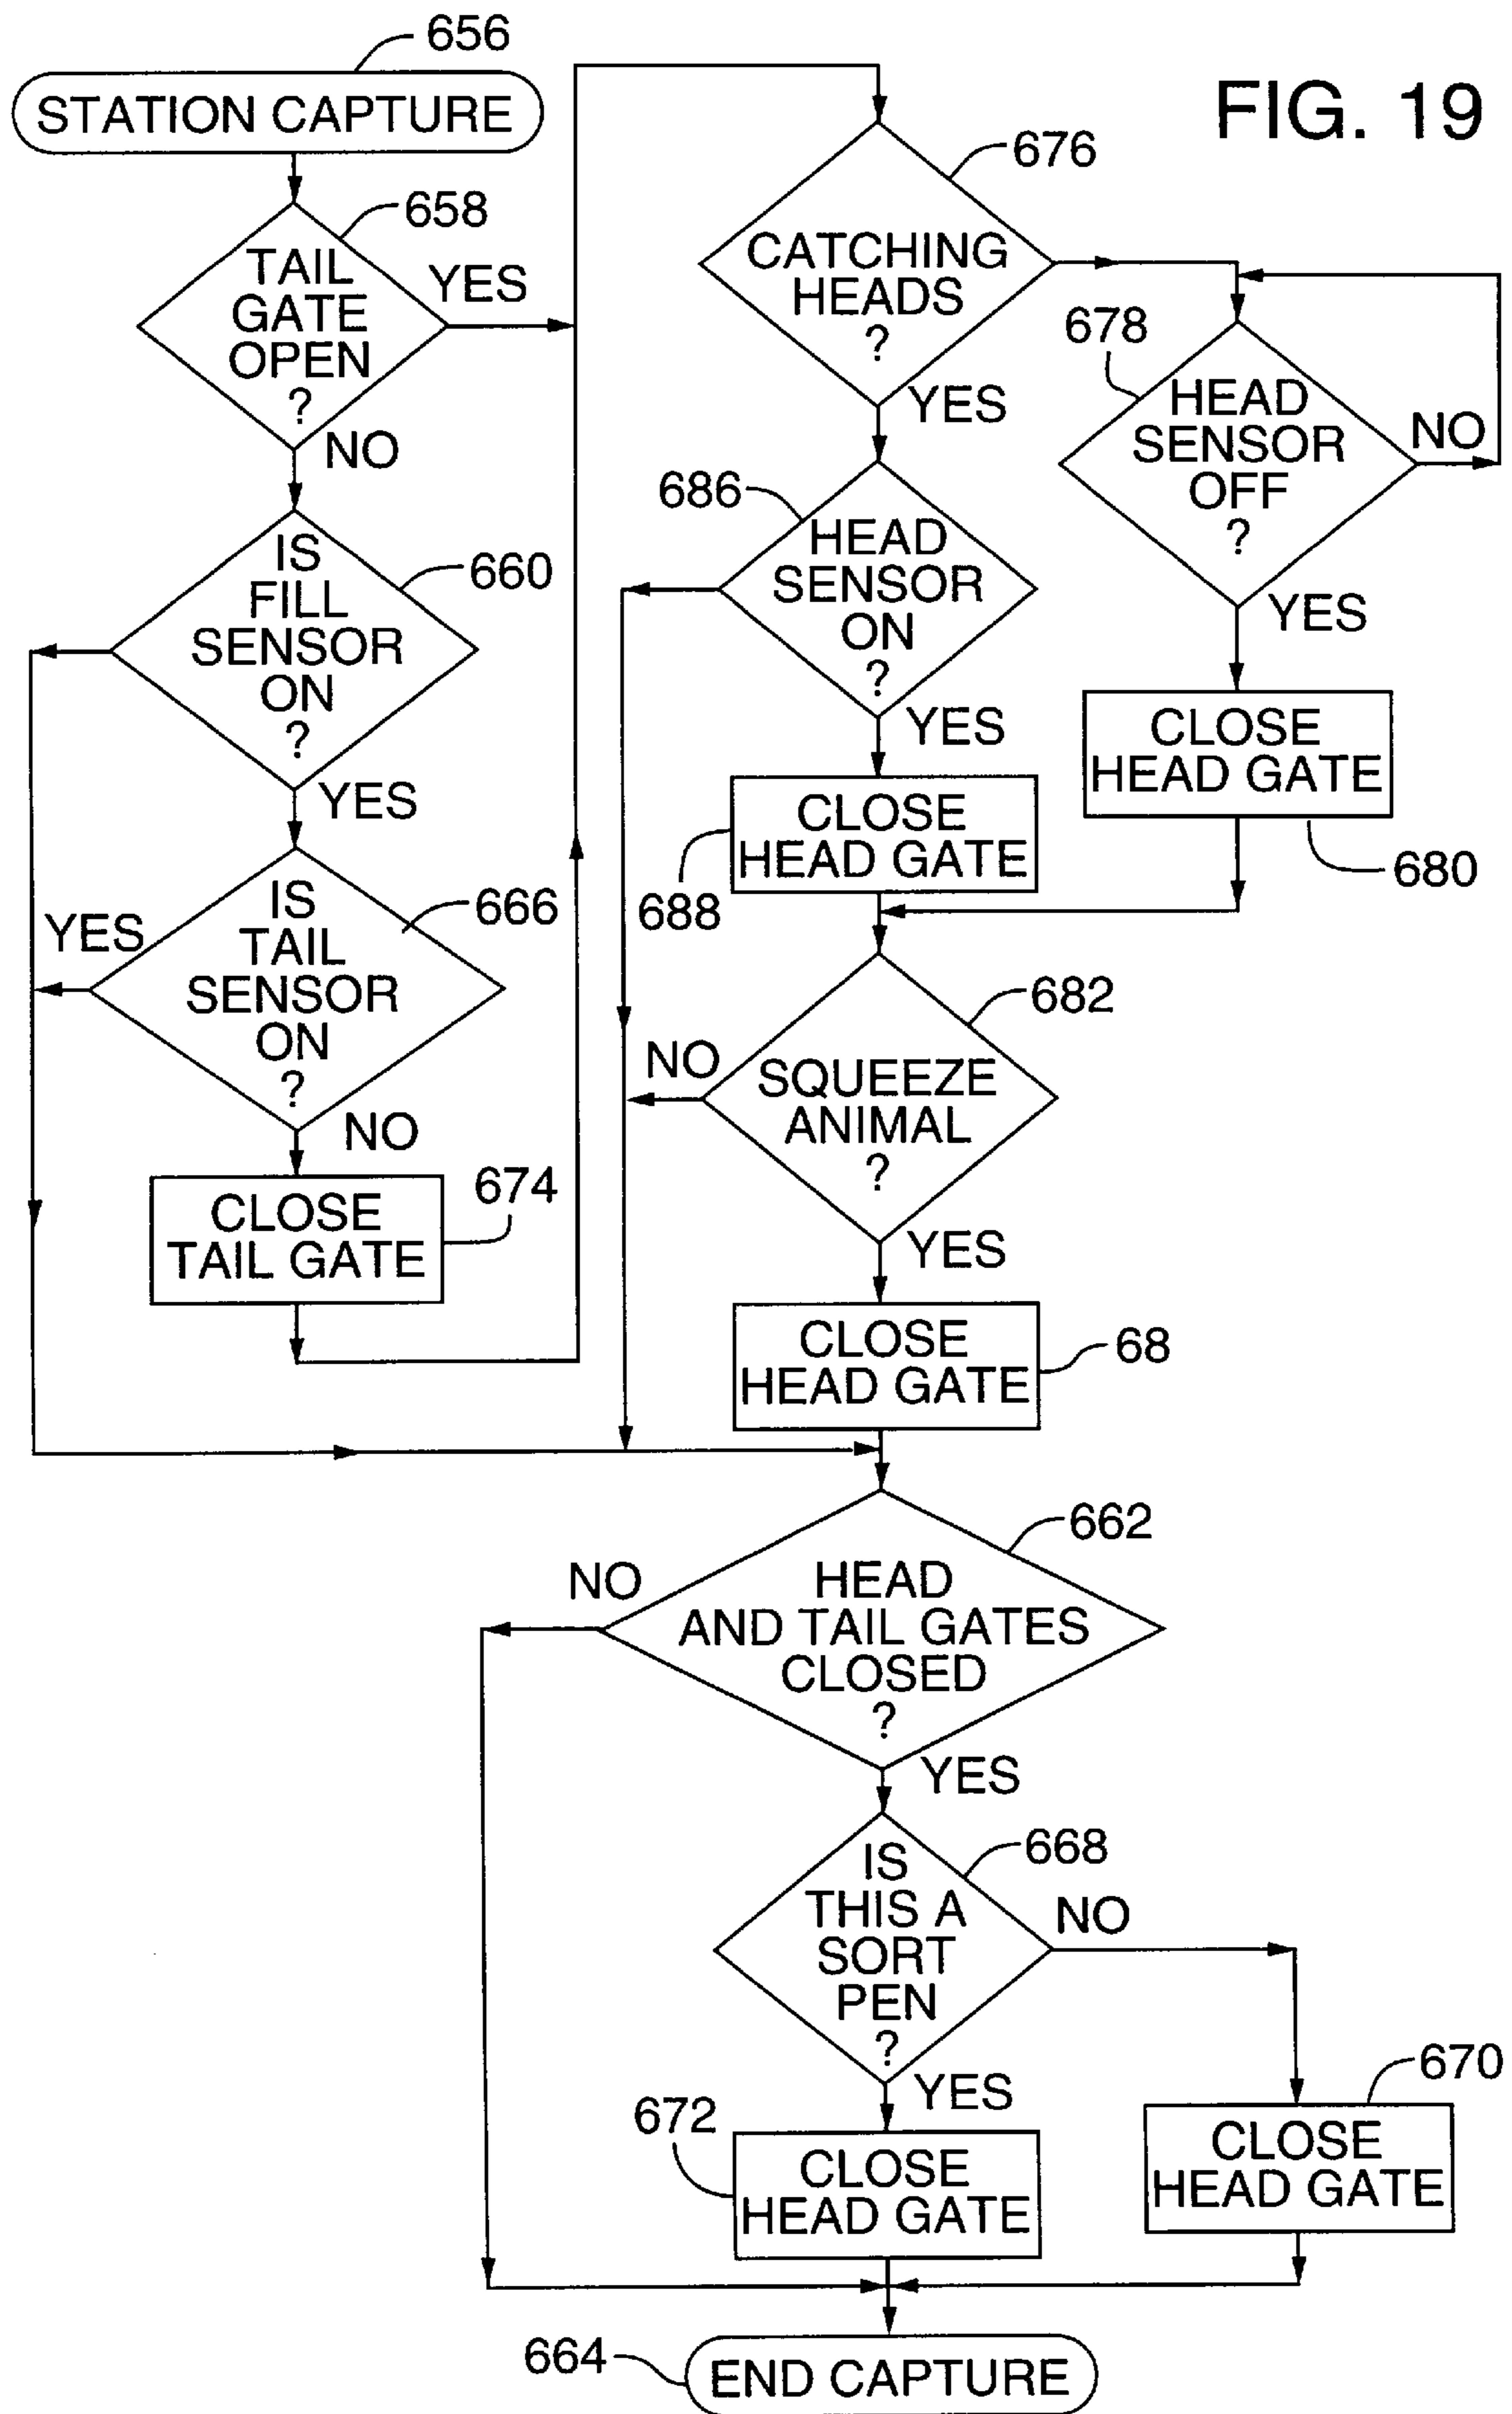 FIG. 19
656
STATION CAPTURE
658
TAIL
GATE
OPEN
?
YES
NO
IS
FILL
SENSOR
ON
?
660
YES
IS
TAIL
SENSOR
ON
?
666
YES
NO
CLOSE
TAIL GATE
674
676
CATCHING
HEADS
?
YES
678
HEAD
SENSOR
OFF
?
NO
YES
CLOSE
HEAD GATE
680
686
HEAD
SENSOR
ON
?
YES
CLOSE
HEAD GATE
688
682
NO
SQUEEZE
ANIMAL
?
YES
CLOSE
HEAD GATE
68
662
NO
HEAD
AND TAIL GATES
CLOSED
?
YES
668
IS
THIS A
SORT
PEN
?
NO
YES
672
CLOSE
HEAD GATE
670
CLOSE
HEAD GATE
664
END CAPTURE